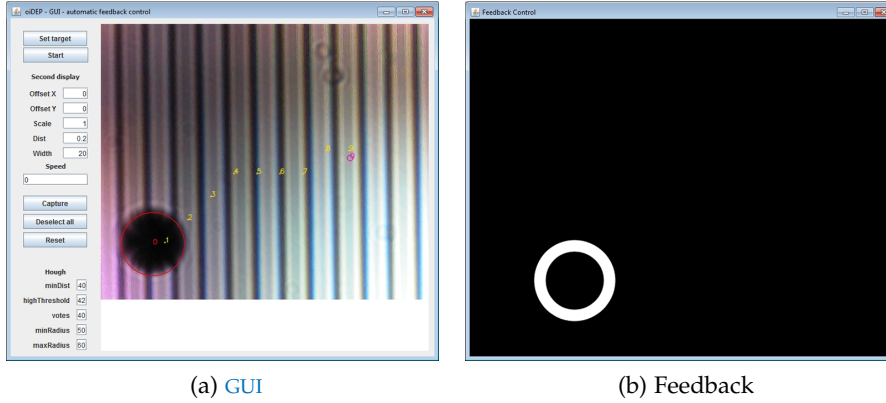 oiDEP - GUI - automatic feedback control
Set target
Start
Second display
Offset X 0
Offset Y 0
Scale 1
Dist 0.2
Width 20
Speed
0
Capture
Deselect all
Reset
Hough
minDist 40
highThreshold 42
votes 40
minRadius 50
maxRadius 60
.8
.4 .5 .6 .7
.3
.2
0 .1
Feedback Control
(a) GUI
(b) Feedback